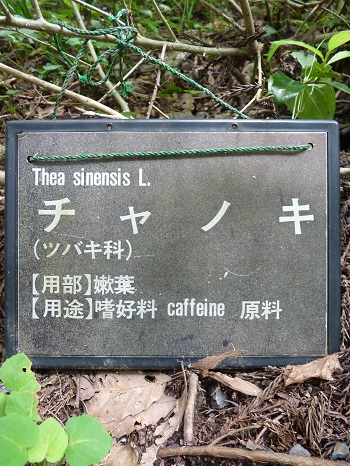 Thea sinensis L.
チャノキ
(ツバキ科)
【用部】嫰葉
【用途】嗜好料 caffeine 原料